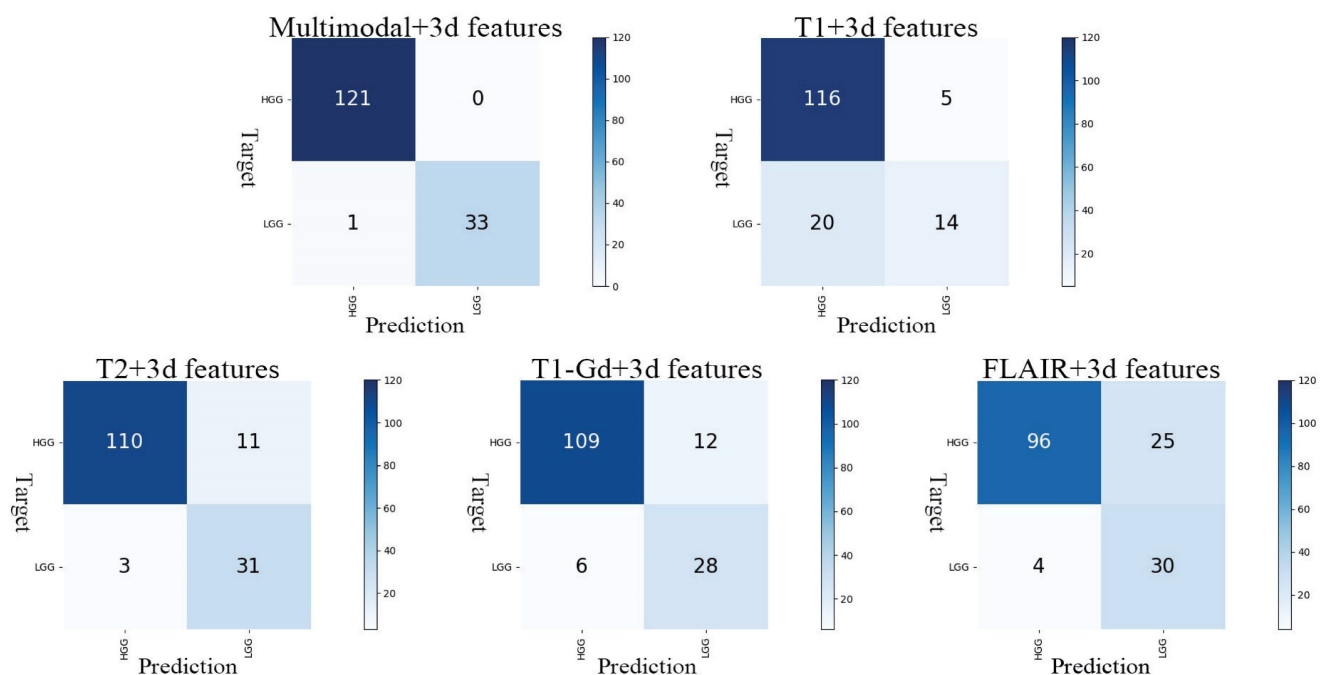 Multimodal+3d features
120
HGG
121
0
100
80
Target
60
40
LGG
1
33
20
0
HGG
LGG
Prediction
T1+3d features
120
HGG
116
5
100
80
Target
60
40
LGG
20
14
20
HGG
LGG
Prediction
T2+3d features
120
HGG
110
11
100
80
Target
60
40
LGG
3
31
20
HGG
LGG
Prediction
T1-Gd+3d features
120
HGG
109
12
100
80
Target
60
40
LGG
6
28
20
HGG
LGG
Prediction
FLAIR+3d features
120
HGG
96
25
100
80
Target
60
40
LGG
4
30
20
HGG
LGG
Prediction